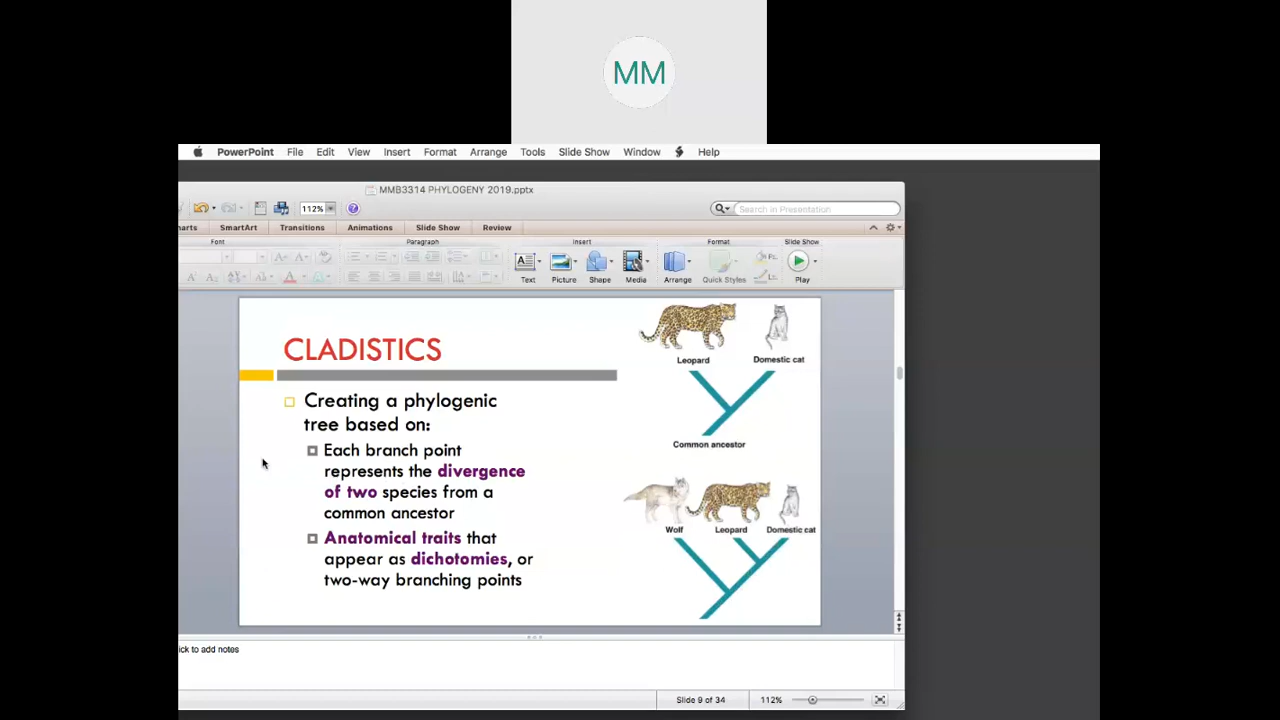 MM
PowerPoint File Edit View Insert Format Arrange Tools Slide Show Window Help
MMB3314 PHYLOGENY 2019.pptx
112% Search in Presentation
arts SmartArt Transitions Animations Slide Show Review
Font Paragraph Insert Format Slide Show
Text Picture Shape Media Arrange Quick Styles Play
CLADISTICS
Creating a phylogenic
tree based on:
Each branch point
represents the divergence
of two species from a
common ancestor
Anatomical traits that
appear as dichotomies, or
two-way branching points
Leopard Domestic cat
Common ancestor
Wolf Leopard Domestic cat
ick to add notes
Slide 9 of 34 112%